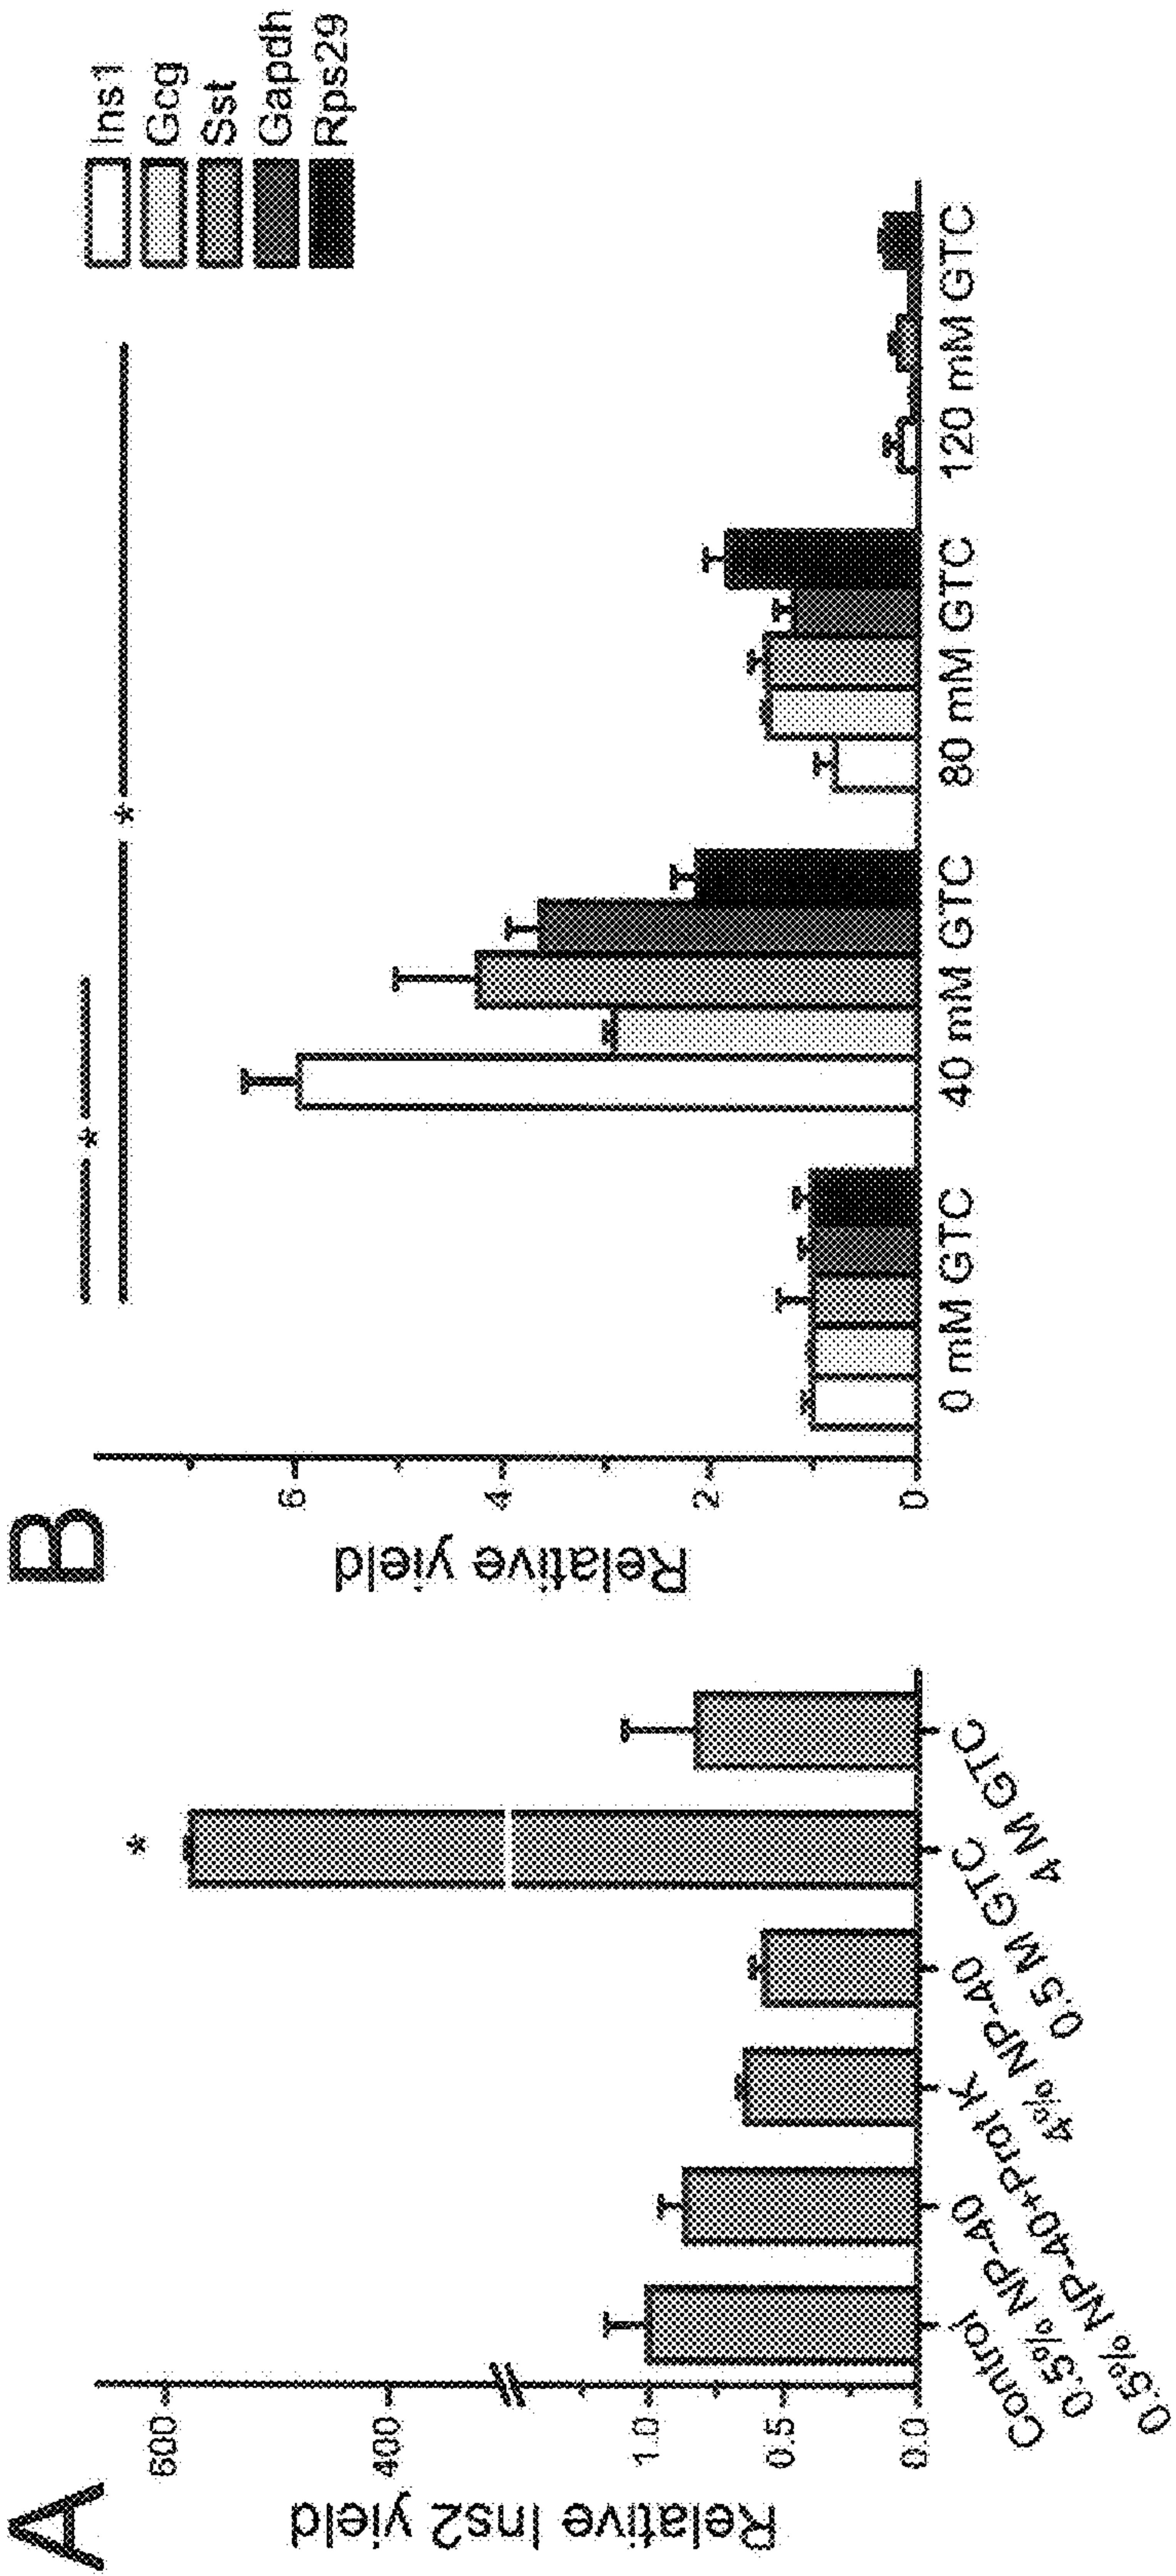 A
Relative Ins2 yield
600
400
1.0
0.5
0.0
Control
0.5% NP-40
0.5% NP-40+Prot K
4% NP-40
0.5 M GTC
4 M GTC
*
B
Relative yield
6
4
2
0
0 mM GTC
40 mM GTC
80 mM GTC
120 mM GTC
*
*
Ins1
Gcg
Sst
Gapdh
Rps29